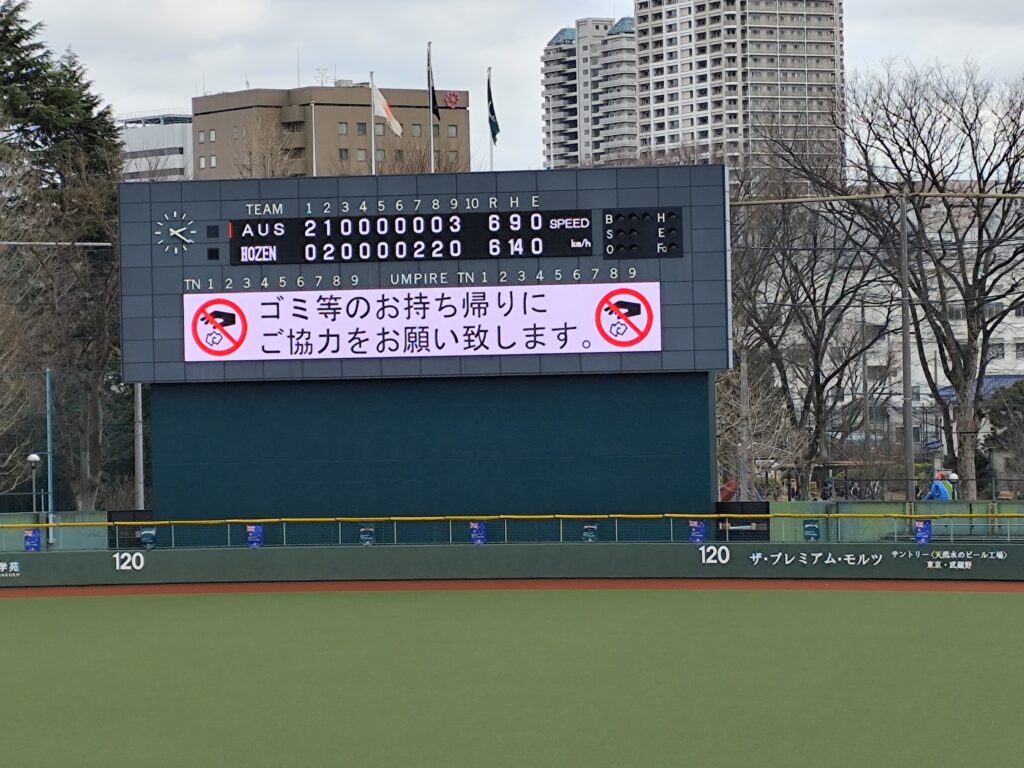 TEAM 1 2 3 4 5 6 7 8 9 10 R H E
AUS 2 1 0 0 0 0 0 0 3 6 9 0 SPEED
HOZEN 0 2 0 0 0 0 2 2 0 6 14 0 km/h
B H
S E
O Fc
TN 1 2 3 4 5 6 7 8 9 UMPIRE TN 1 2 3 4 5 6 7 8 9
ゴミ等のお持ち帰りに
ご協力をお願い致します。
120
120
ザ・プレミアム・モルツ
サントリー〈天然水のビール工場〉
東京・武蔵野
学苑